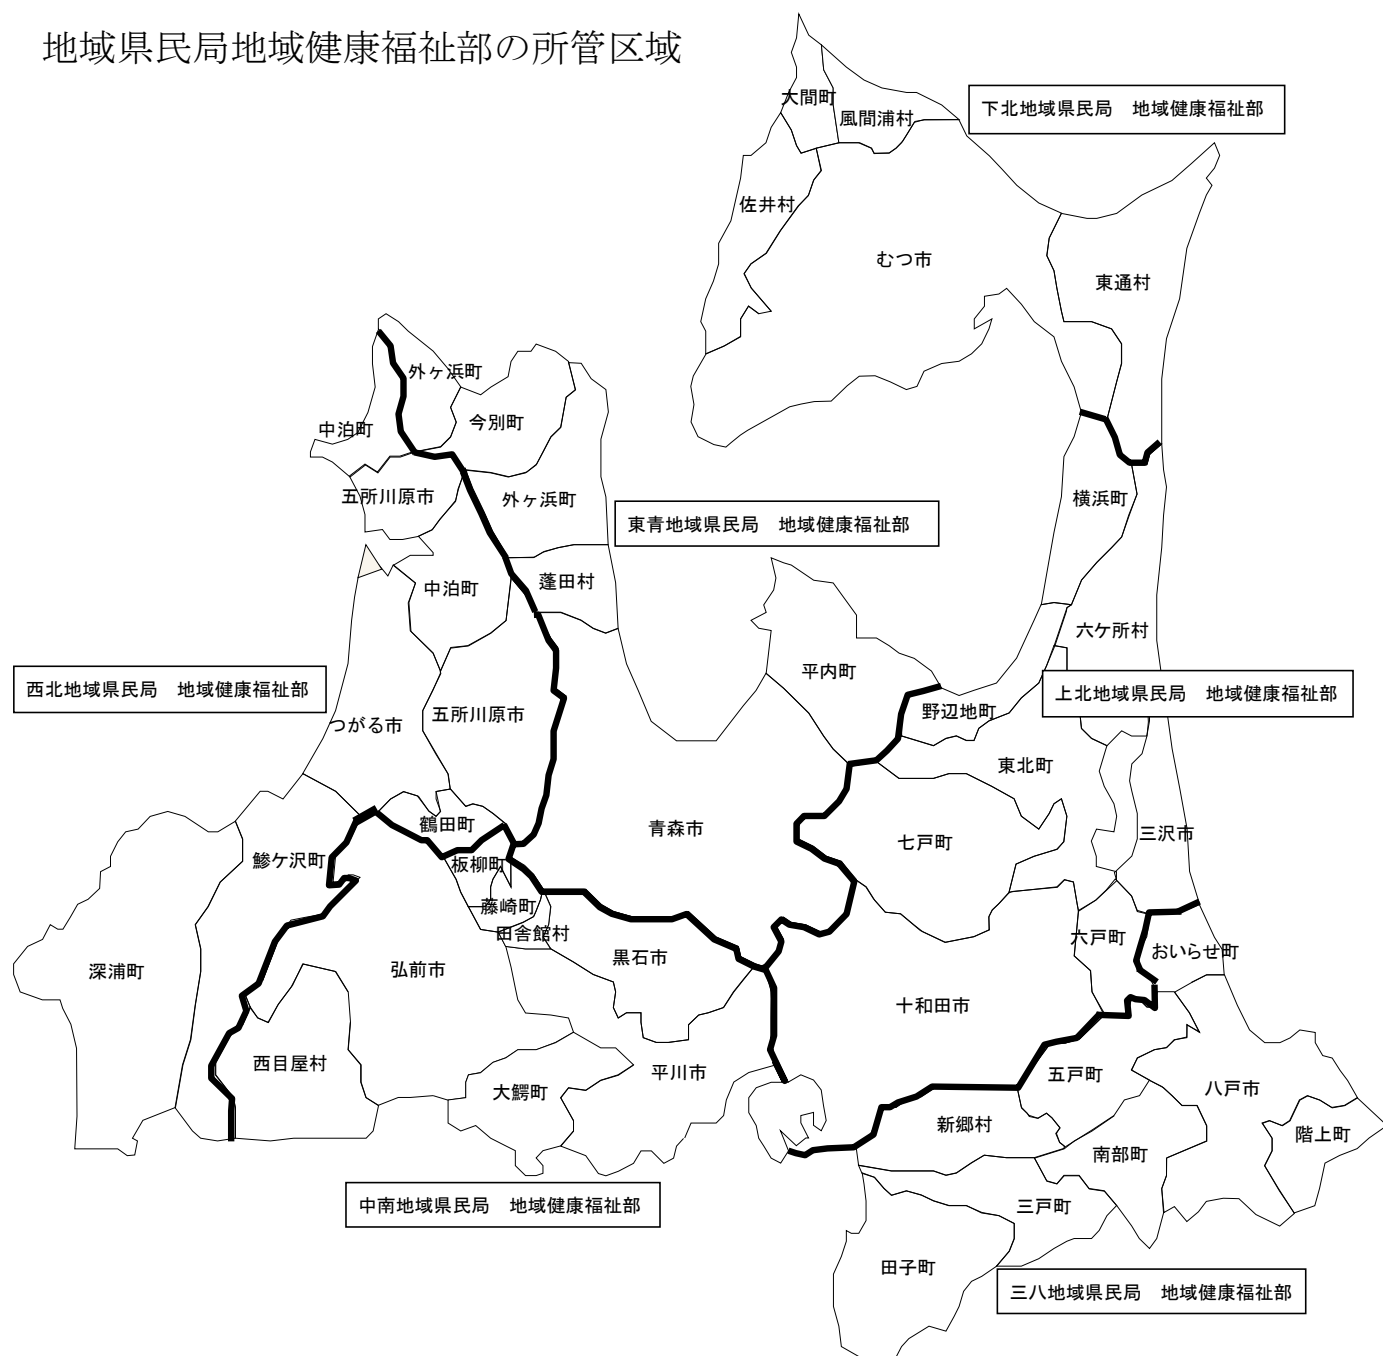 地域県民局地域健康福祉部の所管区域
大間町
風間浦村
下北地域県民局　地域健康福祉部
佐井村
むつ市
東通村
外ヶ浜町
今別町
中泊町
五所川原市
外ヶ浜町
横浜町
東青地域県民局　地域健康福祉部
中泊町
蓬田村
六ケ所村
平内町
西北地域県民局　地域健康福祉部
上北地域県民局　地域健康福祉部
つがる市
五所川原市
野辺地町
東北町
鶴田町
青森市
七戸町
三沢市
鰺ケ沢町
板柳町
藤崎町
田舎館村
六戸町
おいらせ町
深浦町
弘前市
黒石市
十和田市
西目屋村
大鰐町
平川市
五戸町
八戸市
新郷村
階上町
南部町
中南地域県民局　地域健康福祉部
三戸町
田子町
三八地域県民局　地域健康福祉部